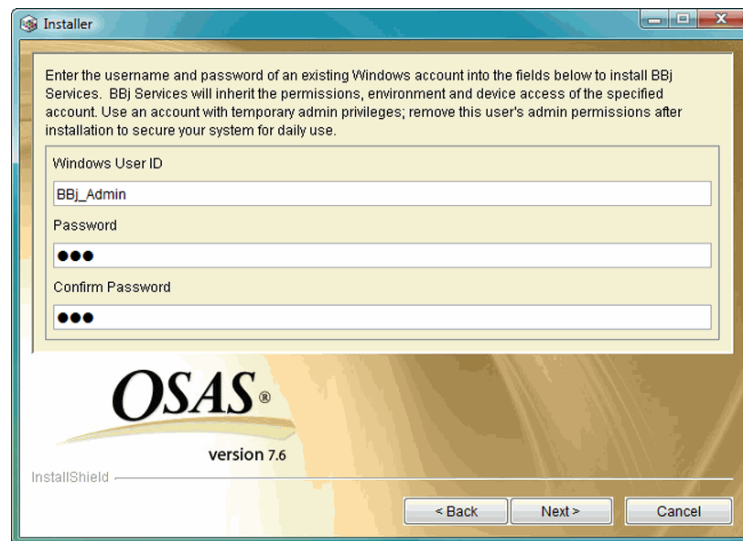 Installer
Enter the username and password of an existing Windows account into the fields below to install BBj
Services. BBj Services will inherit the permissions, environment and device access of the specified
account. Use an account with temporary admin privileges; remove this user's admin permissions after
installation to secure your system for daily use.
Windows User ID
BBj_Admin
Password
●●●
Confirm Password
●●●
OSAS®
version 7.6
InstallShield
< Back Next > Cancel